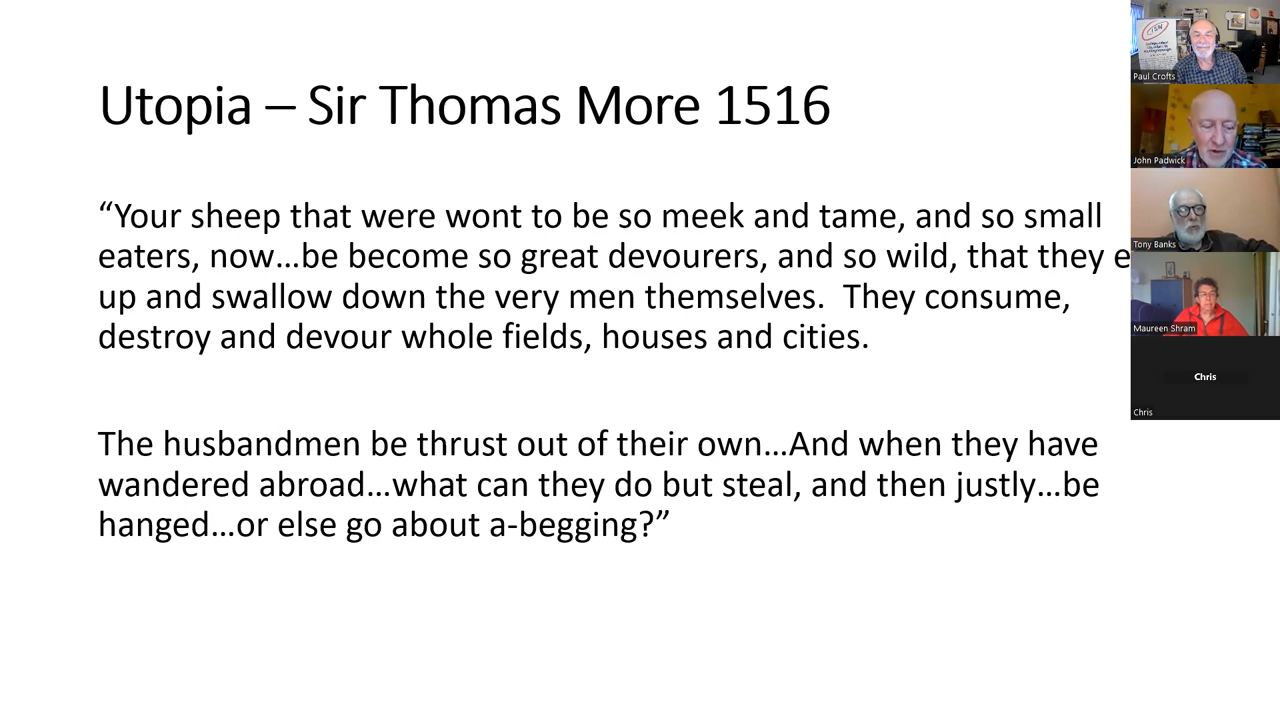 Utopia – Sir Thomas More 1516
“Your sheep that were wont to be so meek and tame, and so small
eaters, now…be become so great devourers, and so wild, that they e
up and swallow down the very men themselves.  They consume,
destroy and devour whole fields, houses and cities.
The husbandmen be thrust out of their own…And when they have
wandered abroad…what can they do but steal, and then justly…be
hanged…or else go about a-begging?”
Paul Crofts
John Padwick
Tony Banks
Maureen Shram
Chris
Chris